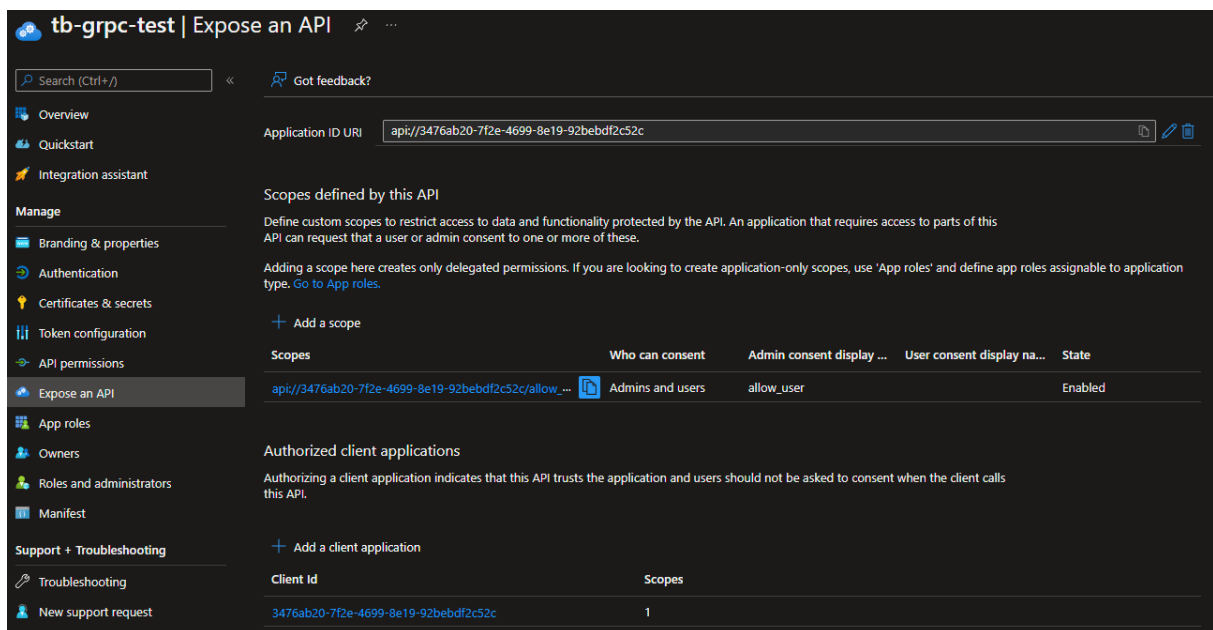 tb-grpc-test | Expose an API ...
Search (Ctrl+/) «
Overview
Quickstart
Integration assistant
Manage
Branding & properties
Authentication
Certificates & secrets
Token configuration
API permissions
Expose an API
App roles
Owners
Roles and administrators
Manifest
Support + Troubleshooting
Troubleshooting
New support request
Got feedback?
Application ID URI api://3476ab20-7f2e-4699-8e19-92bebdf2c52c
Scopes defined by this API
Define custom scopes to restrict access to data and functionality protected by the API. An application that requires access to parts of this
API can request that a user or admin consent to one or more of these.
Adding a scope here creates only delegated permissions. If you are looking to create application-only scopes, use 'App roles' and define app roles assignable to application
type. Go to App roles.
+ Add a scope
Scopes Who can consent Admin consent display ... User consent display na... State
api://3476ab20-7f2e-4699-8e19-92bebdf2c52c/allow_... Admins and users allow_user Enabled
Authorized client applications
Authorizing a client application indicates that this API trusts the application and users should not be asked to consent when the client calls
this API.
+ Add a client application
Client Id Scopes
3476ab20-7f2e-4699-8e19-92bebdf2c52c 1